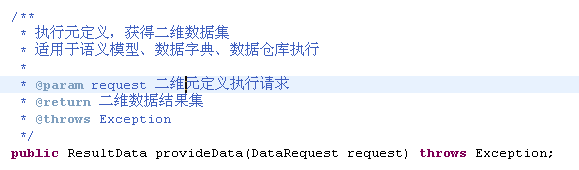 /**
 * 执行元定义，获得二维数据集
 * 适用于语义模型、数据字典、数据仓库执行
 *
 * @param request 二维元定义执行请求
 * @return 二维数据结果集
 * @throws Exception
 */
public ResultData provideData(DataRequest request) throws Exception;